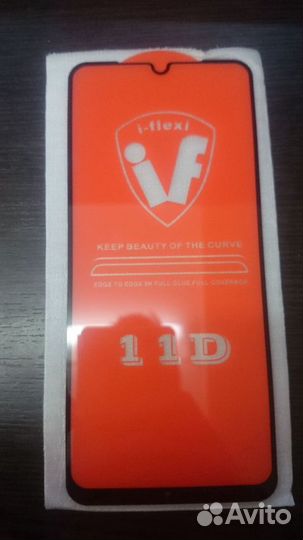 i-flexi
iF
KEEP BEAUTY OF THE CURVE
EDGE TO EDGE 9H FULL GLUE FULL COVERAGE
11D
Avito